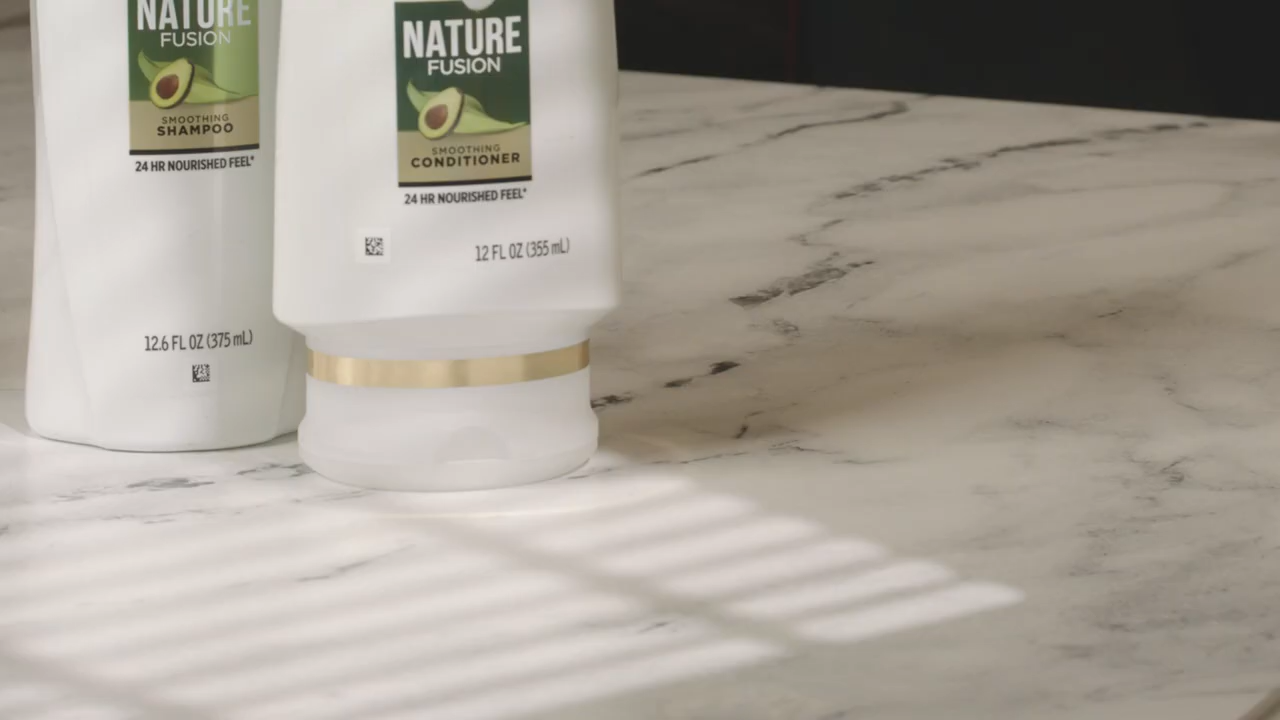 NATURE
FUSION
SMOOTHING
SHAMPOO
24 HR NOURISHED FEEL*
12.6 FL OZ (375 mL)
NATURE
FUSION
SMOOTHING
CONDITIONER
24 HR NOURISHED FEEL*
12 FL OZ (355 mL)